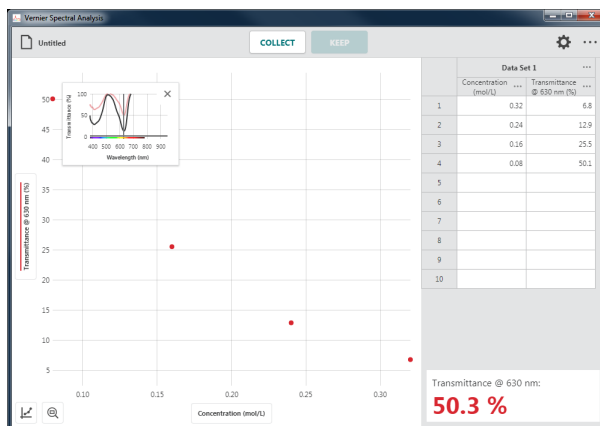 Vernier Spectral Analysis
Untitled
COLLECT
KEEP
Transmittance @ 630 nm (%)
50
45
40
35
30
25
20
15
10
5
0.10 0.15 0.20 0.25 0.30
Concentration (mol/L)
Transmittance (%)
100
50
0
400 500 600 700 800 900
Wavelength (nm)
Data Set 1
Concentration (mol/L) Transmittance @ 630 nm (%)
1 0.32 6.8
2 0.24 12.9
3 0.16 25.5
4 0.08 50.1
5
6
7
8
9
10
Transmittance @ 630 nm:
50.3 %